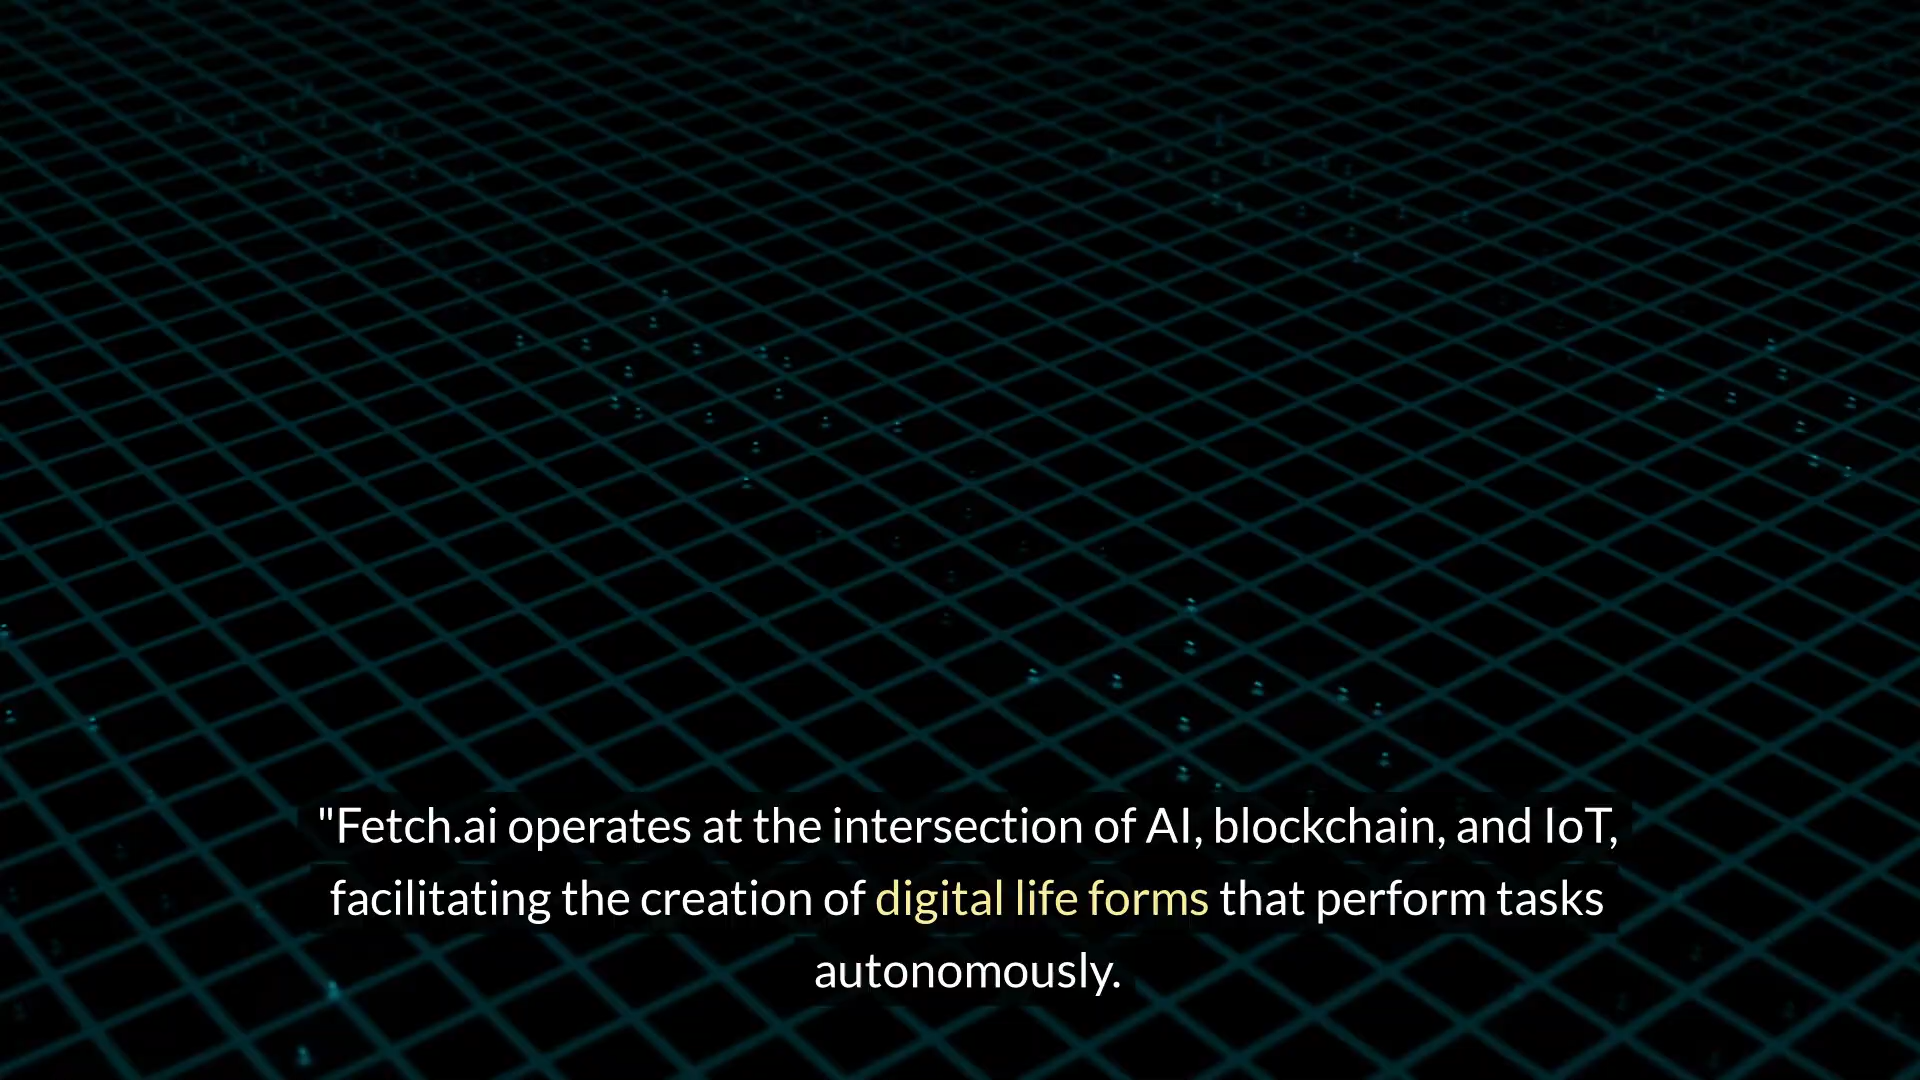 "Fetch.ai operates at the intersection of AI, blockchain, and IoT,
facilitating the creation of digital life forms that perform tasks
autonomously.